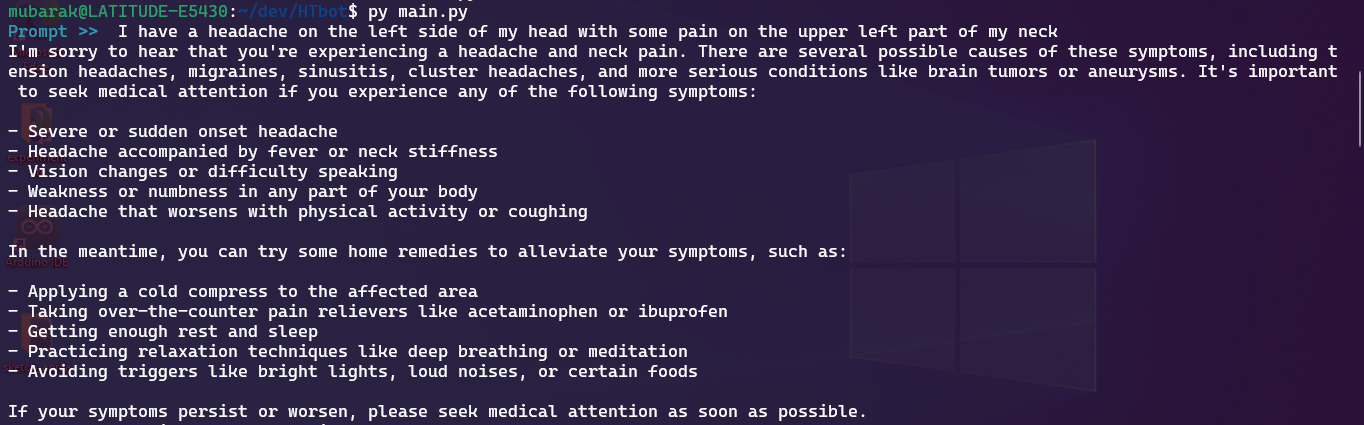 mubarak@LATITUDE-E5430:~/dev/HTbot$ py main.py
Prompt >>  I have a headache on the left side of my head with some pain on the upper left part of my neck
I'm sorry to hear that you're experiencing a headache and neck pain. There are several possible causes of these symptoms, including t
ension headaches, migraines, sinusitis, cluster headaches, and more serious conditions like brain tumors or aneurysms. It's important
 to seek medical attention if you experience any of the following symptoms:
- Severe or sudden onset headache
- Headache accompanied by fever or neck stiffness
- Vision changes or difficulty speaking
- Weakness or numbness in any part of your body
- Headache that worsens with physical activity or coughing
In the meantime, you can try some home remedies to alleviate your symptoms, such as:
- Applying a cold compress to the affected area
- Taking over-the-counter pain relievers like acetaminophen or ibuprofen
- Getting enough rest and sleep
- Practicing relaxation techniques like deep breathing or meditation
- Avoiding triggers like bright lights, loud noises, or certain foods
If your symptoms persist or worsen, please seek medical attention as soon as possible.
Arduino IDE